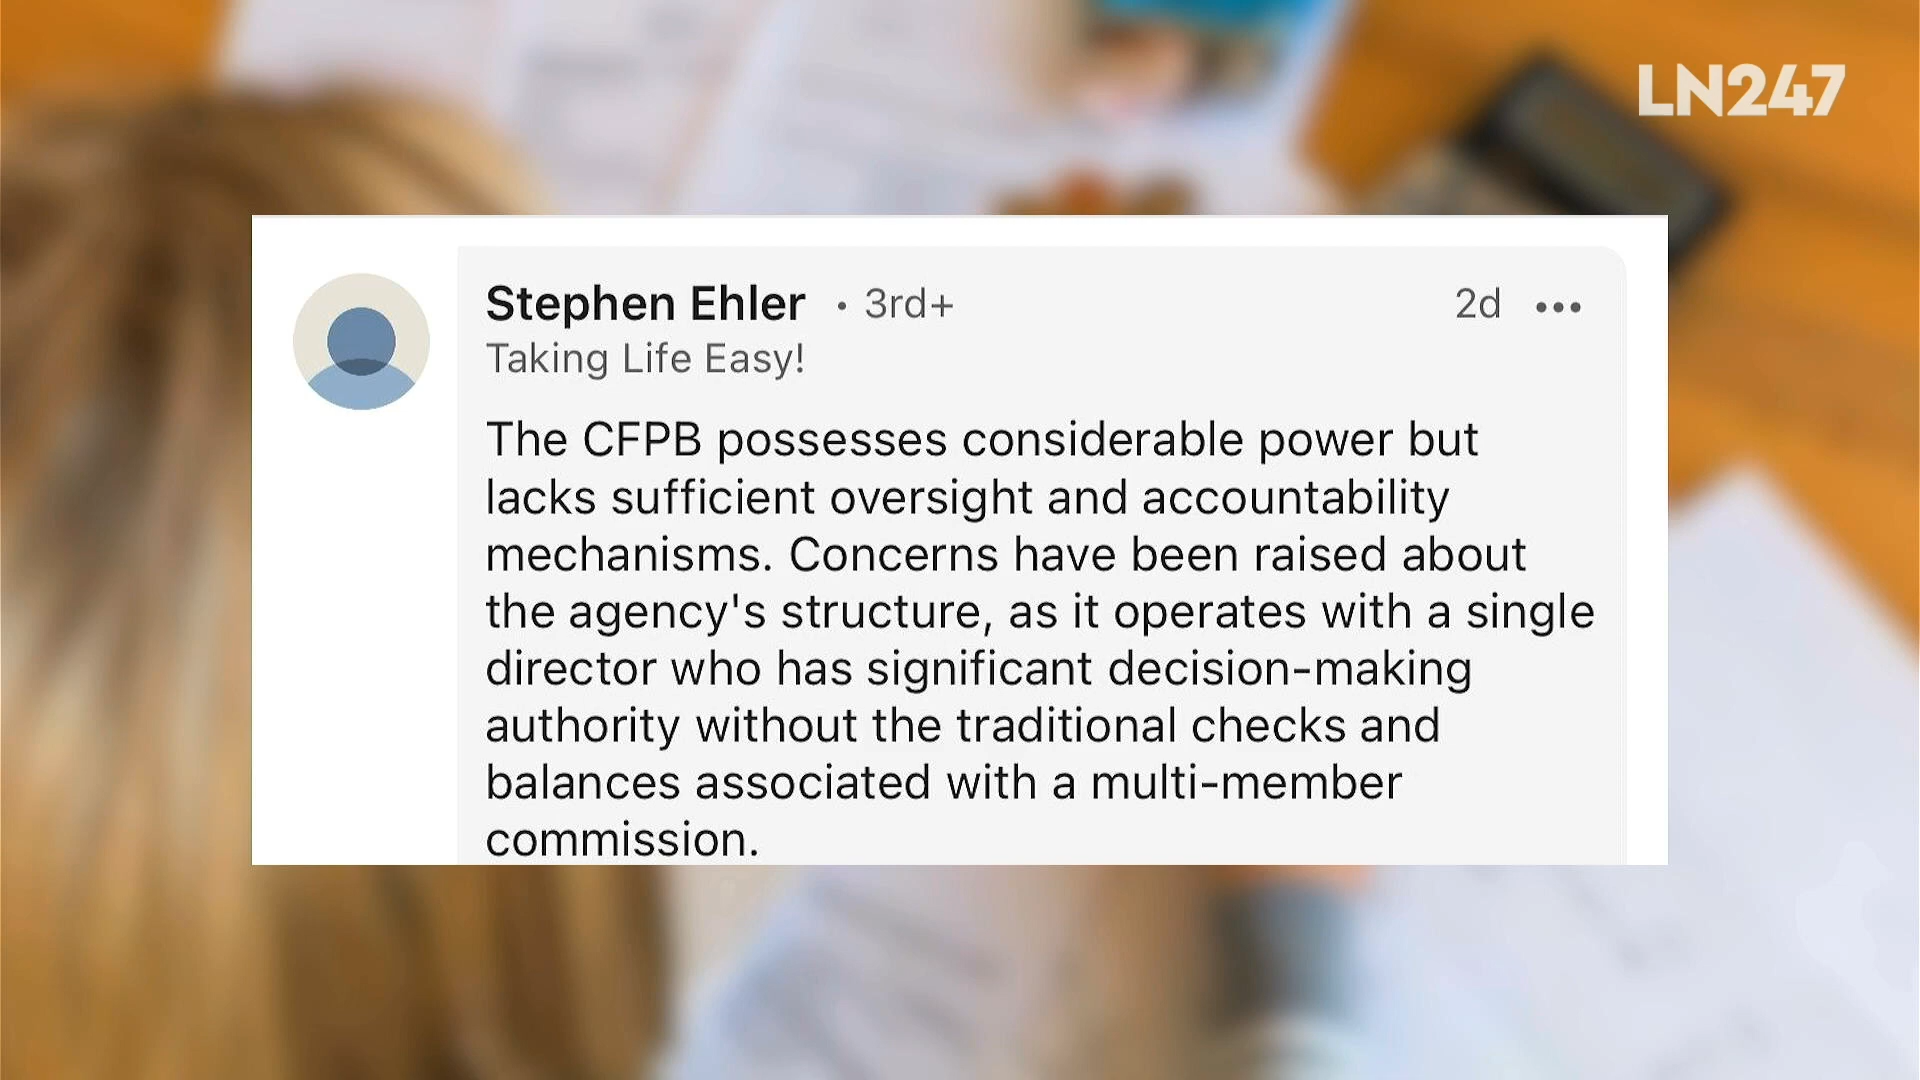 LN247
Stephen Ehler • 3rd+ 2d •••
Taking Life Easy!
The CFPB possesses considerable power but
lacks sufficient oversight and accountability
mechanisms. Concerns have been raised about
the agency's structure, as it operates with a single
director who has significant decision-making
authority without the traditional checks and
balances associated with a multi-member
commission.